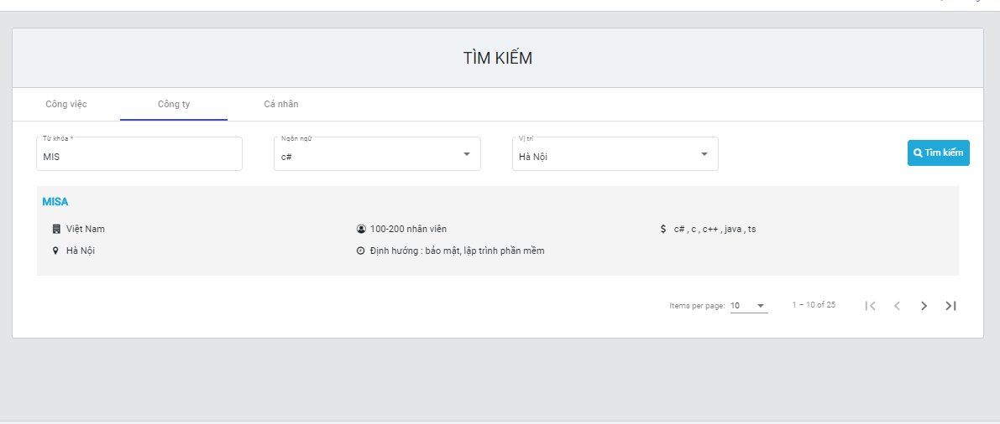 TÌM KIẾM
Công việc Công ty Cá nhân
Từ khóa * Ngôn ngữ Vị trí
MIS c# Hà Nội Tìm kiếm
MISA
Việt Nam 100-200 nhân viên $ c# , c , c++ , java , ts
Hà Nội Định hướng : bảo mật, lập trình phần mềm
Items per page: 10 1 – 10 of 25